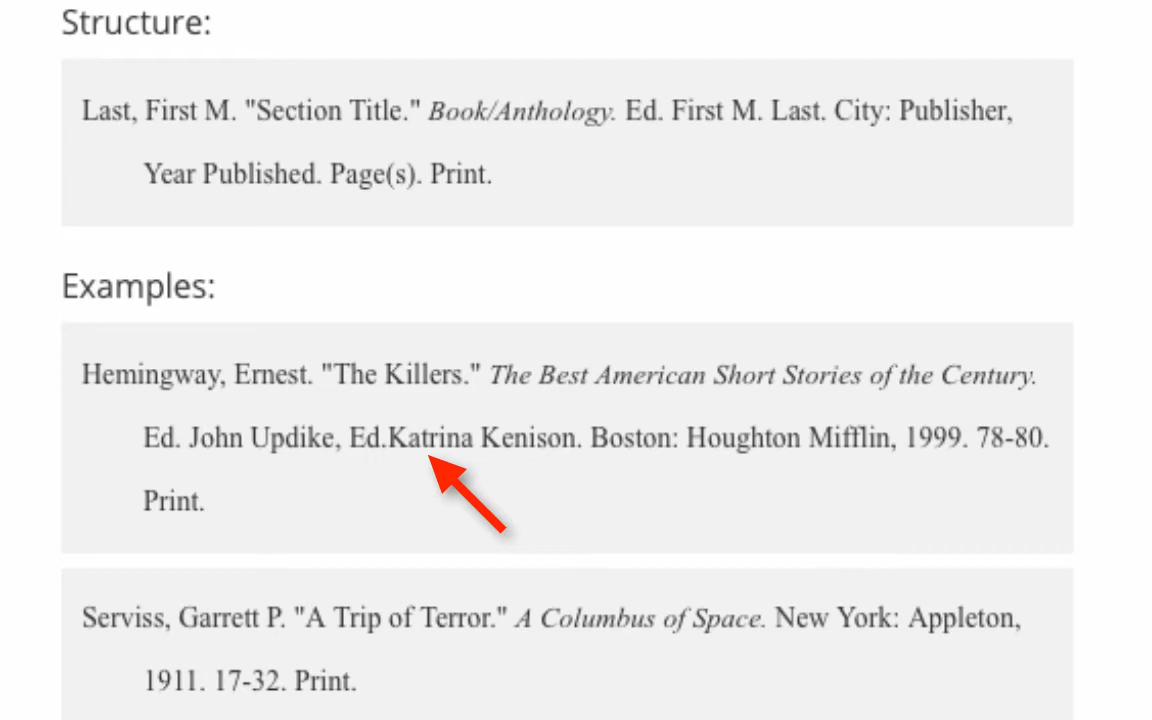 Structure:
Last, First M. "Section Title." Book/Anthology. Ed. First M. Last. City: Publisher,
Year Published. Page(s). Print.
Examples:
Hemingway, Ernest. "The Killers." The Best American Short Stories of the Century.
Ed. John Updike, Ed.Katrina Kenison. Boston: Houghton Mifflin, 1999. 78-80.
Print.
Serviss, Garrett P. "A Trip of Terror." A Columbus of Space. New York: Appleton,
1911. 17-32. Print.